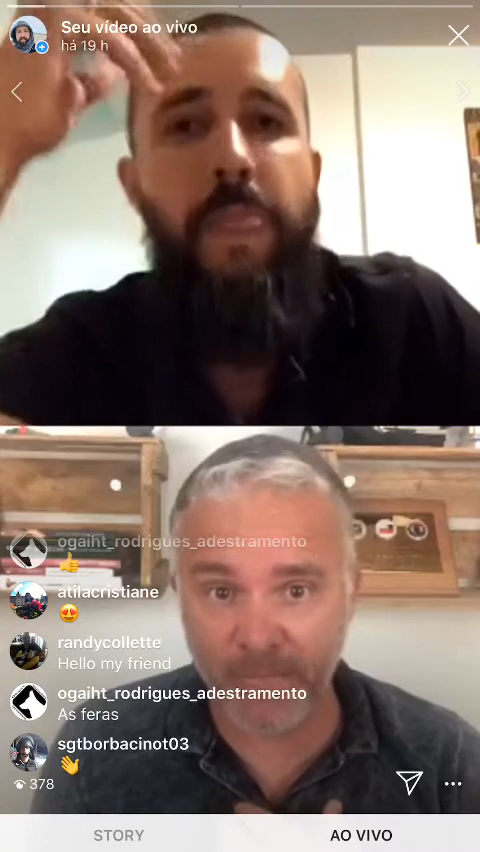 Seu vídeo ao vivo
há 19 h
ogaiht_rodrigues_adestramento
👍
atilacristiane
😍
randycollette
Hello my friend
ogaiht_rodrigues_adestramento
As feras
sgtborbacinot03
👋
378
STORY
AO VIVO